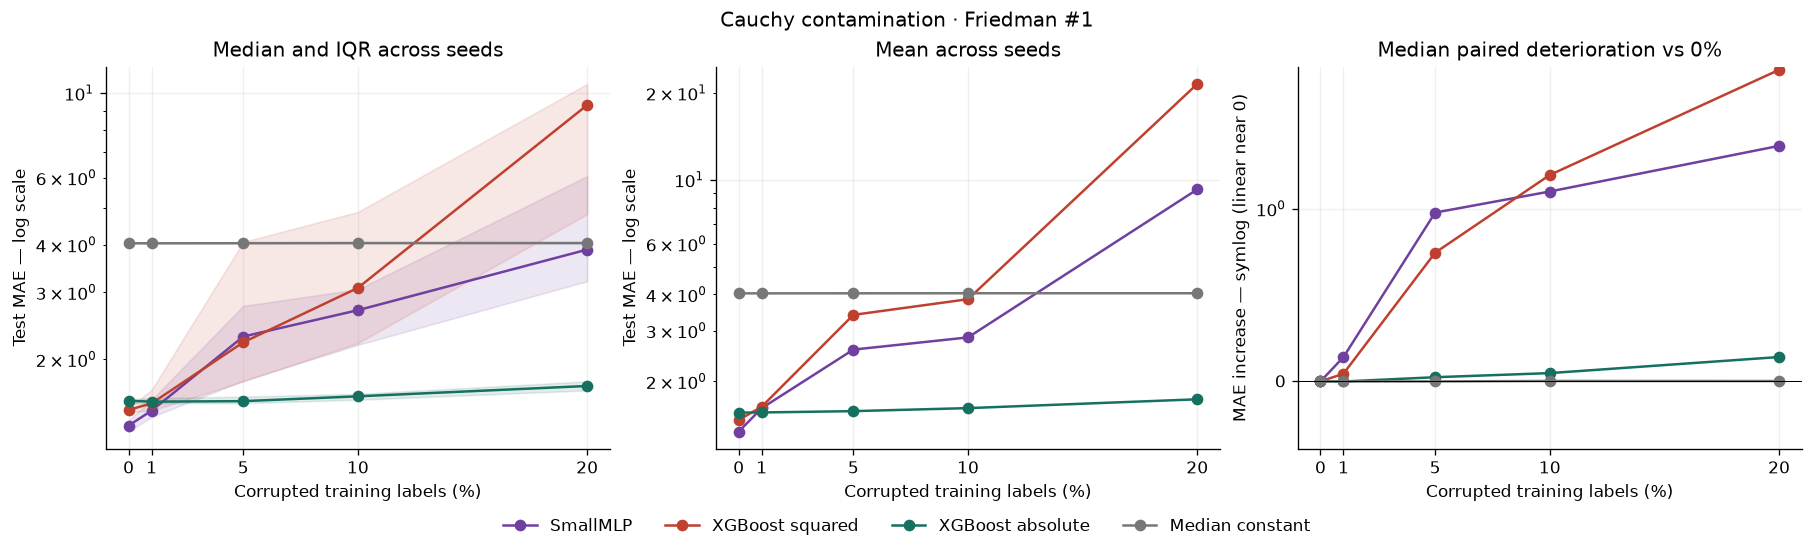 Cauchy contamination · Friedman #1
Median and IQR across seeds
Test MAE — log scale
10¹
6 × 10⁰
4 × 10⁰
3 × 10⁰
2 × 10⁰
0 1 5 10 20
Corrupted training labels (%)
Mean across seeds
Test MAE — log scale
2 × 10¹
10¹
6 × 10⁰
4 × 10⁰
3 × 10⁰
2 × 10⁰
0 1 5 10 20
Corrupted training labels (%)
Median paired deterioration vs 0%
MAE increase — symlog (linear near 0)
10⁰
0
0 1 5 10 20
Corrupted training labels (%)
SmallMLP XGBoost squared XGBoost absolute Median constant